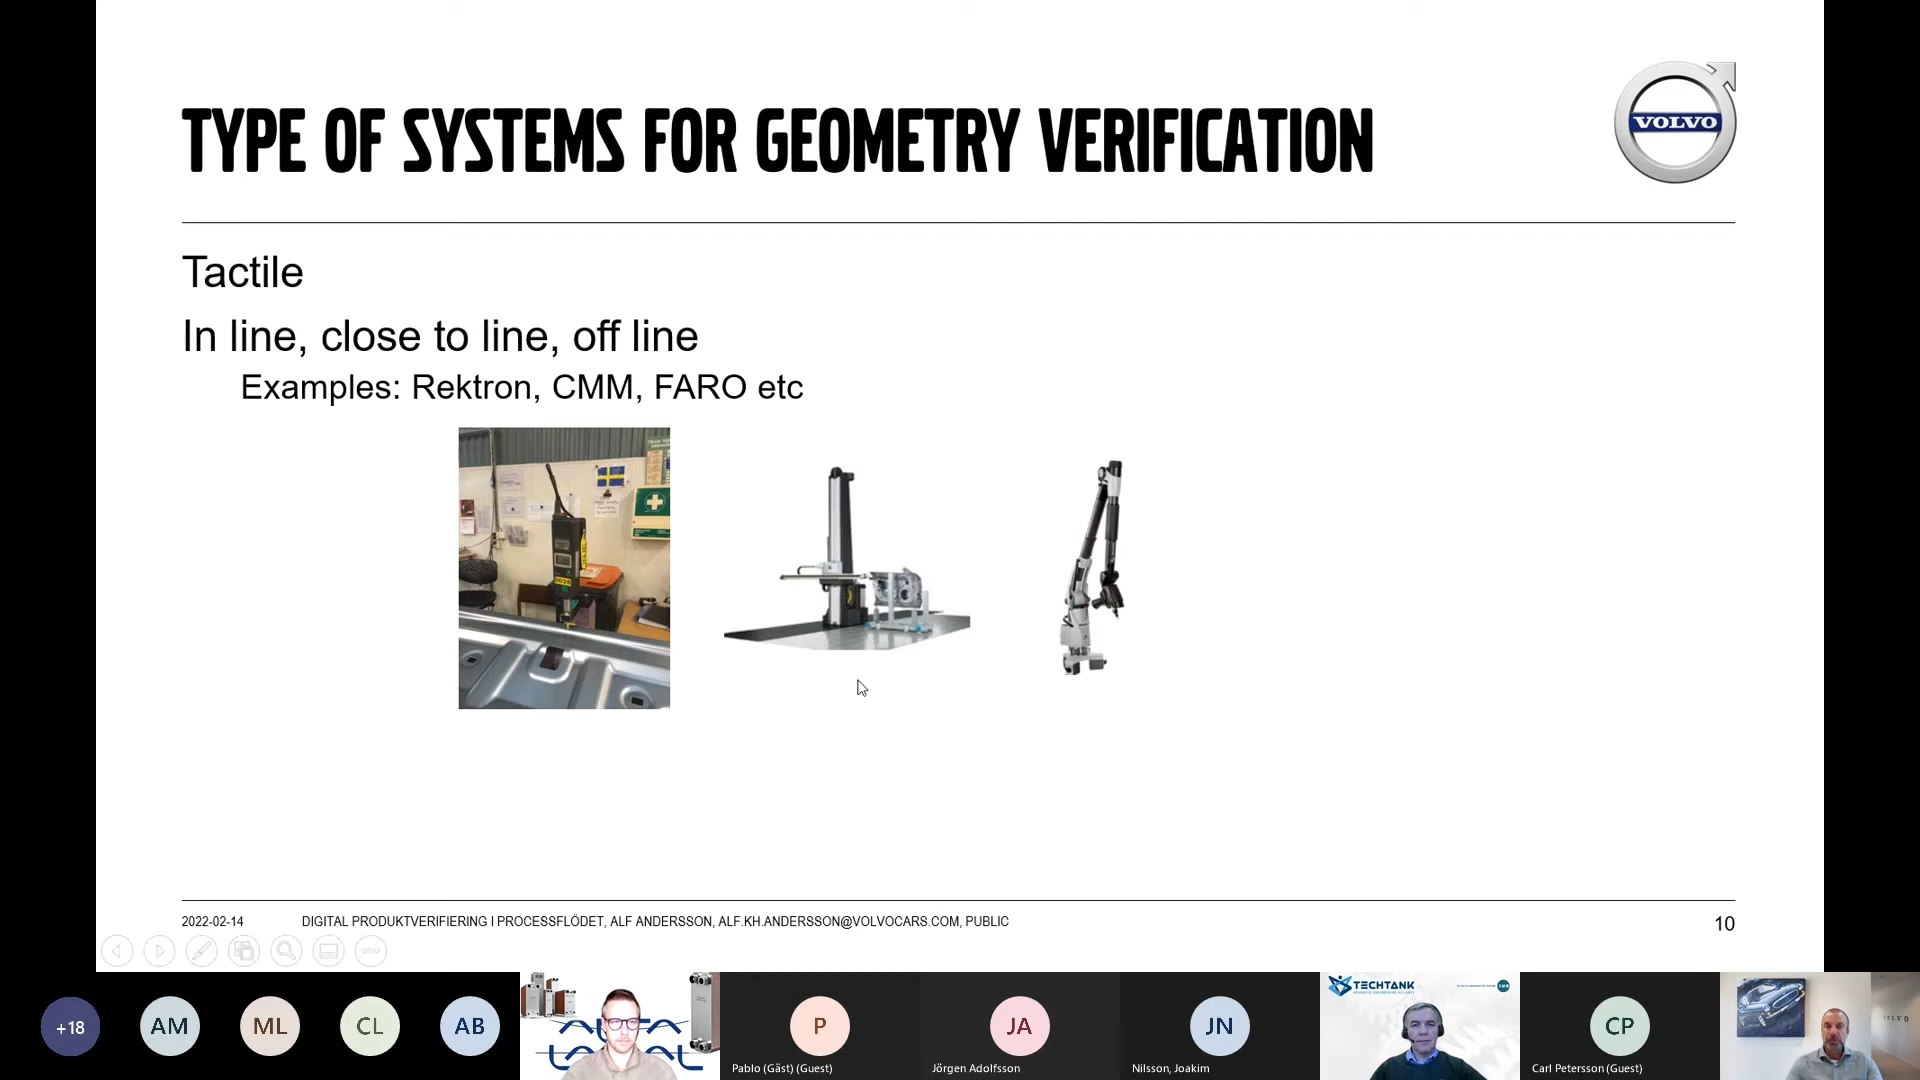 TYPE OF SYSTEMS FOR GEOMETRY VERIFICATION
VOLVO
Tactile
In line, close to line, off line
Examples: Rektron, CMM, FARO etc
0028
2022-02-14
DIGITAL PRODUKTVERIFIERING I PROCESSFLÖDET, ALF ANDERSSON, ALF.KH.ANDERSSON@VOLVOCARS.COM, PUBLIC
10
+18
AM
ML
CL
AB
P
Pablo (Gäst) (Guest)
JA
Jörgen Adolfsson
JN
Nilsson, Joakim
TECHTANK
CP
Carl Petersson (Guest)